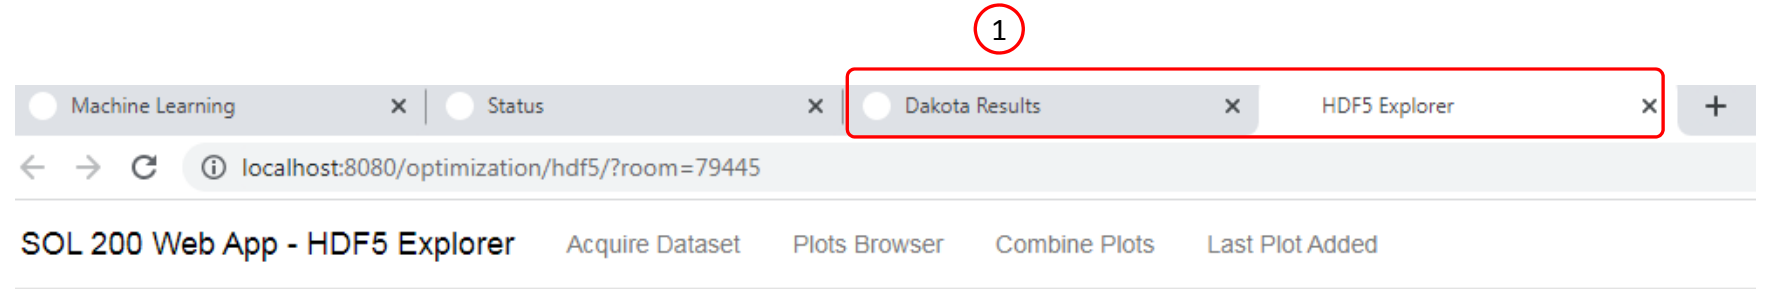 1
Machine Learning Status Dakota Results HDF5 Explorer
localhost:8080/optimization/hdf5/?room=79445
SOL 200 Web App - HDF5 Explorer Acquire Dataset Plots Browser Combine Plots Last Plot Added